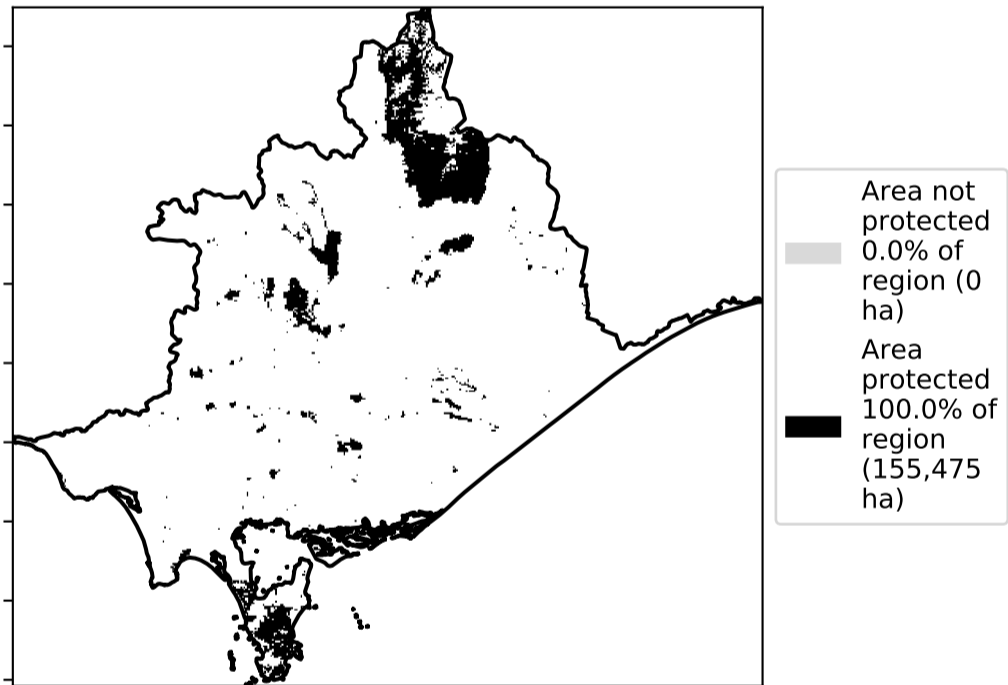 Area not
protected
0.0% of
region (0
ha)
Area
protected
100.0% of
region
(155,475
ha)